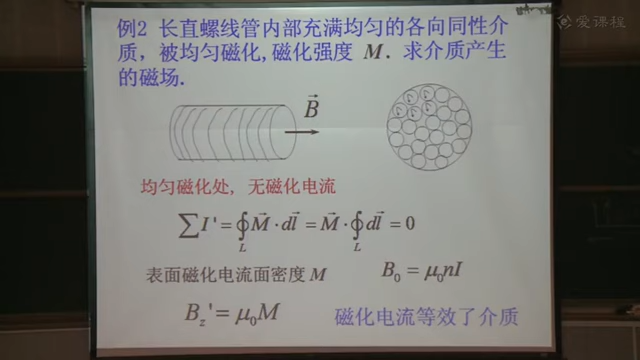 爱课程
例2 长直螺线管内部充满均匀的各向同性介
质，被均匀磁化,磁化强度 M. 求介质产生
的磁场.
B⃗
均匀磁化处, 无磁化电流
∑I'=∮_L M⃗·dl⃗=M⃗·∮_L dl⃗=0
表面磁化电流面密度 M
B₀=μ₀nI
B_z'=μ₀M
磁化电流等效了介质